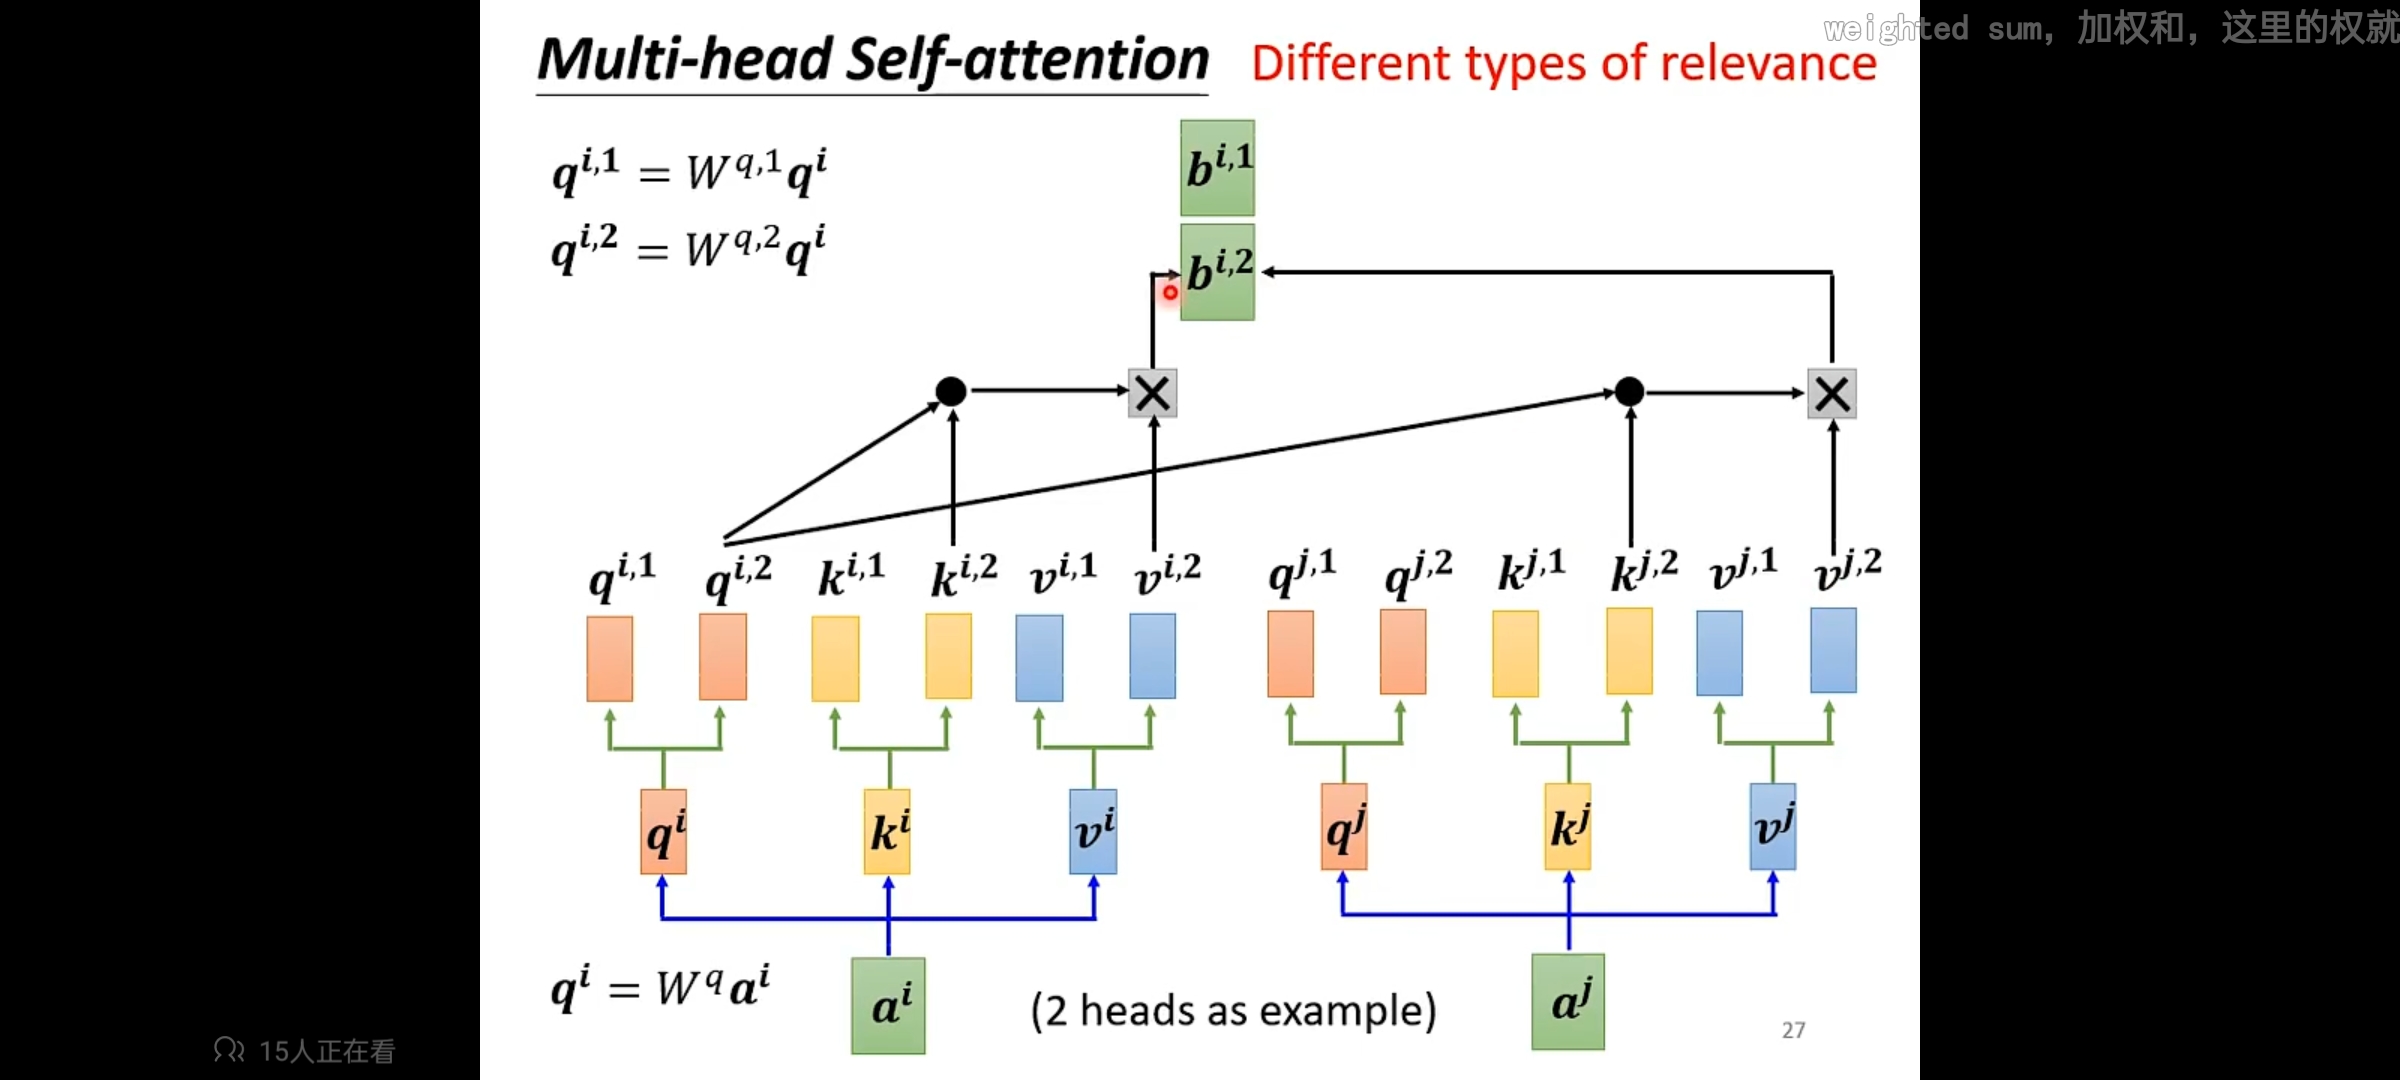 weighted sum，加权和，这里的权就
Multi-head Self-attention Different types of relevance
q^{i,1} = W^{q,1}q^{i}
q^{i,2} = W^{q,2}q^{i}
b^{i,1}
b^{i,2}
q^{i,1} q^{i,2} k^{i,1} k^{i,2} v^{i,1} v^{i,2} q^{j,1} q^{j,2} k^{j,1} k^{j,2} v^{j,1} v^{j,2}
q^{i} k^{i} v^{i} q^{j} k^{j} v^{j}
q^{i} = W^{q}a^{i} a^{i} (2 heads as example) a^{j}
27
15人正在看